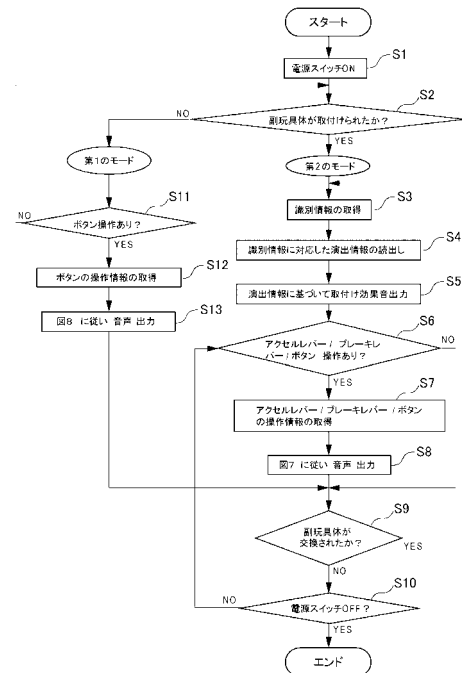 スタート
S1
電源スイッチON
S2
副玩具体が取付けられたか？
NO
YES
第1のモード
第2のモード
S3
識別情報の取得
S11
NO
ボタン操作あり？
YES
S4
識別情報に対応した演出情報の読出し
S12
ボタンの操作情報の取得
S5
演出情報に基づいて取付け効果音出力
S13
図8 に従い 音声 出力
S6
アクセルレバー / ブレーキレ
バー / ボタン 操作あり？
NO
YES
S7
アクセルレバー / ブレーキレバー / ボタン
の操作情報の取得
S8
図7 に従い 音声 出力
S9
副玩具体が
交換されたか？
YES
NO
S10
NO
電源スイッチOFF？
YES
エンド